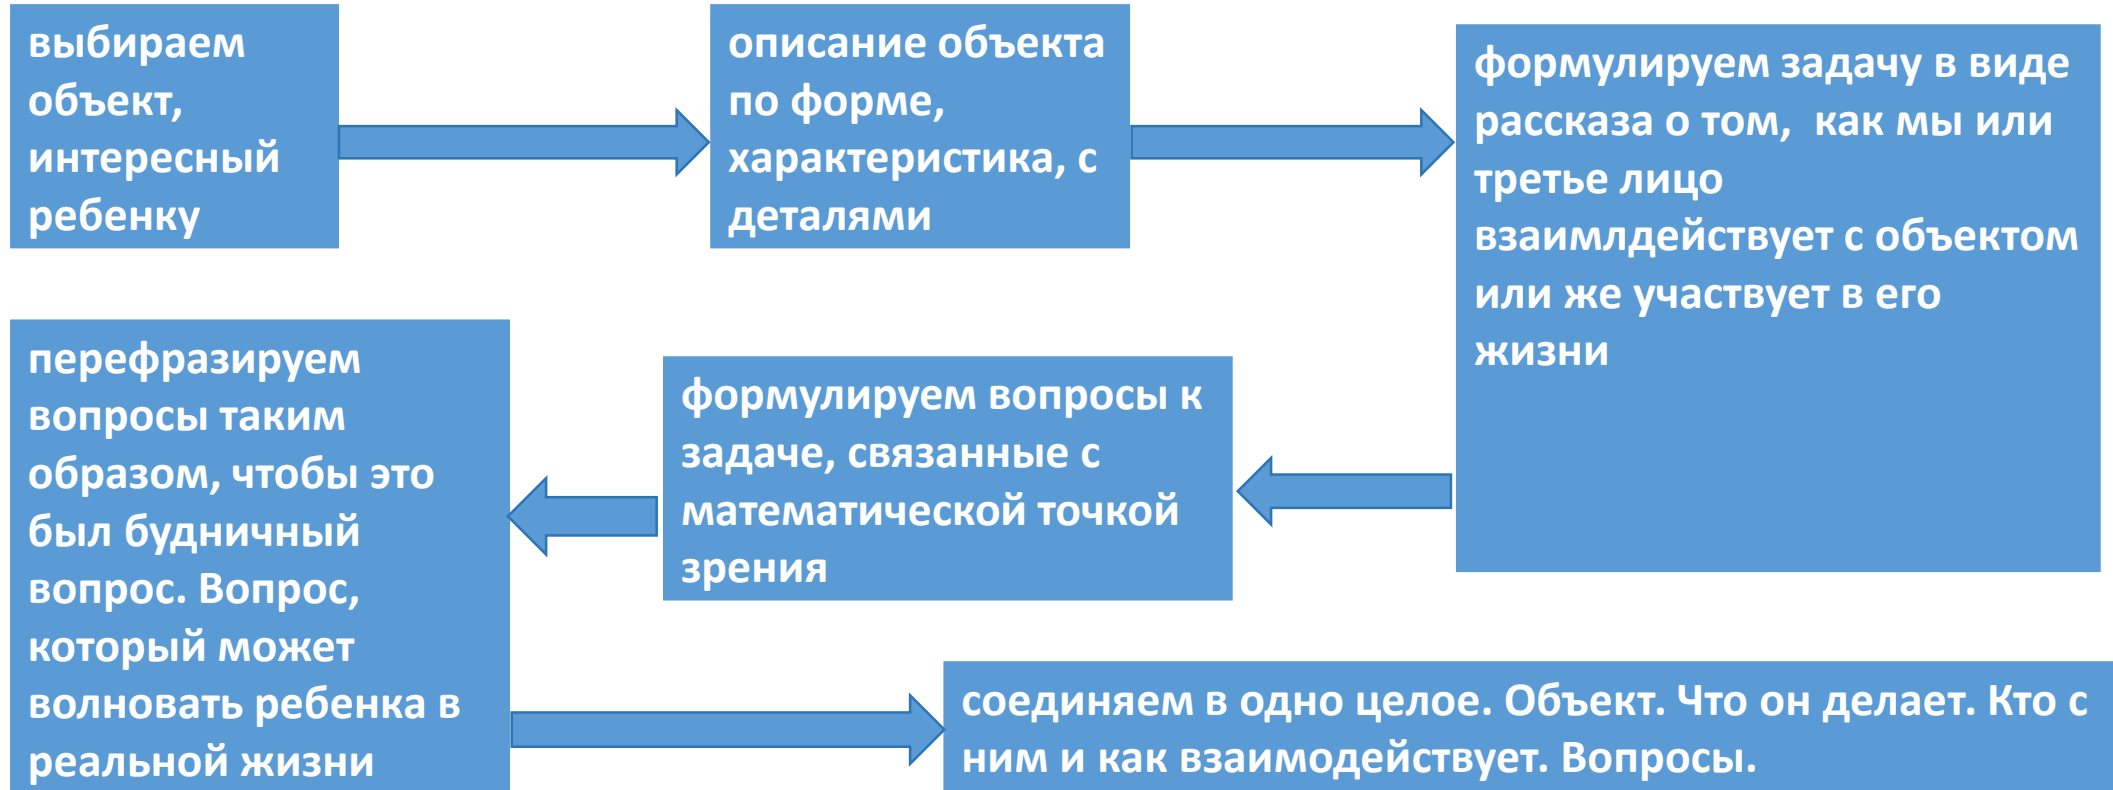 выбираем
объект,
интересный
ребенку
описание объекта
по форме,
характеристика, с
деталями
формулируем задачу в виде
рассказа о том, как мы или
третье лицо
взаимлдействует с объектом
или же участвует в его
жизни
формулируем вопросы к
задаче, связанные с
математической точкой
зрения
перефразируем
вопросы таким
образом, чтобы это
был будничный
вопрос. Вопрос,
который может
волновать ребенка в
реальной жизни
соединяем в одно целое. Объект. Что он делает. Кто с
ним и как взаимодействует. Вопросы.